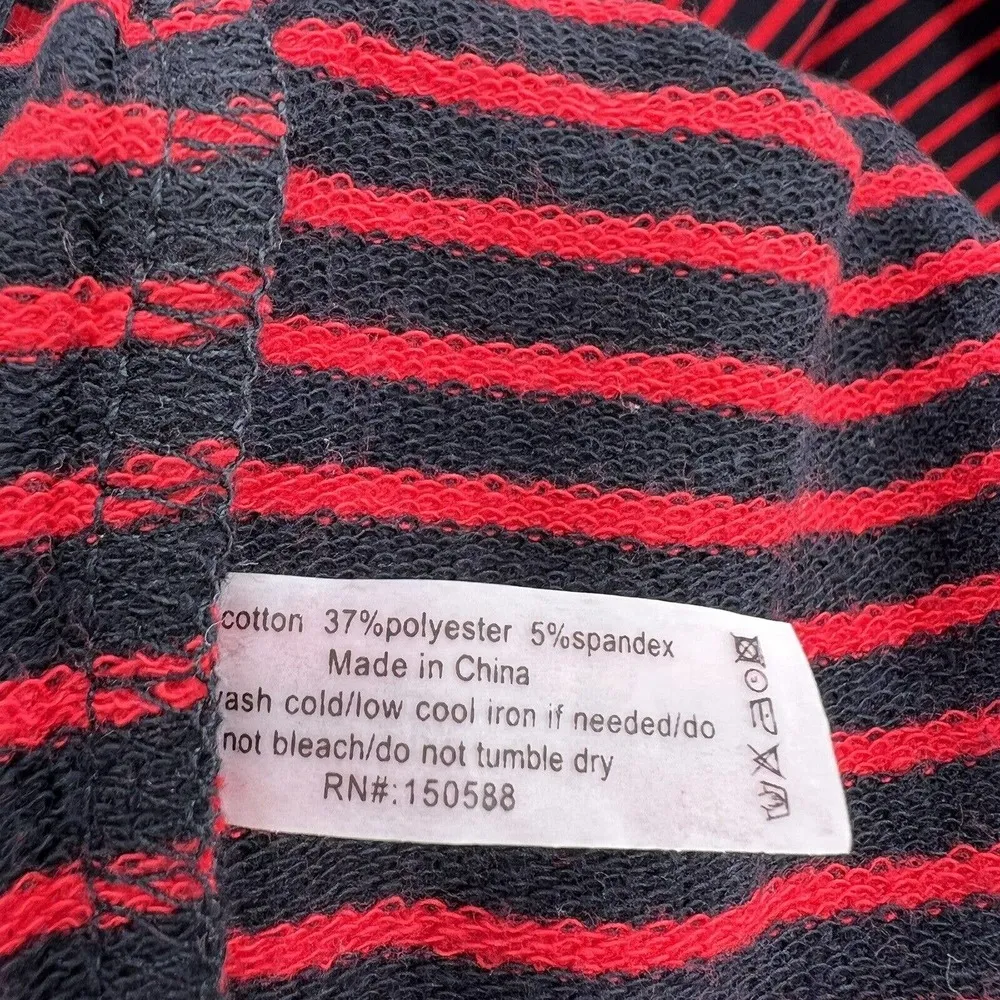 cotton 37%polyester 5%spandex
Made in China
ash cold/low cool iron if needed/do
not bleach/do not tumble dry
RN#:150588